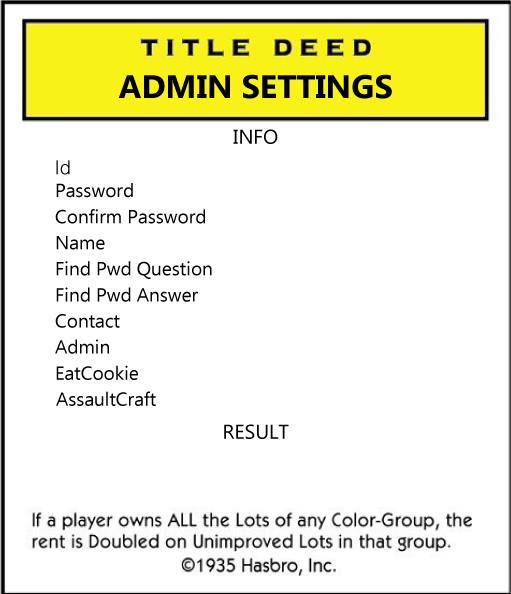 TITLE DEED
ADMIN SETTINGS
INFO
Id
Password
Confirm Password
Name
Find Pwd Question
Find Pwd Answer
Contact
Admin
EatCookie
AssaultCraft
RESULT
If a player owns ALL the Lots of any Color-Group, the
rent is Doubled on Unimproved Lots in that group.
©1935 Hasbro, Inc.